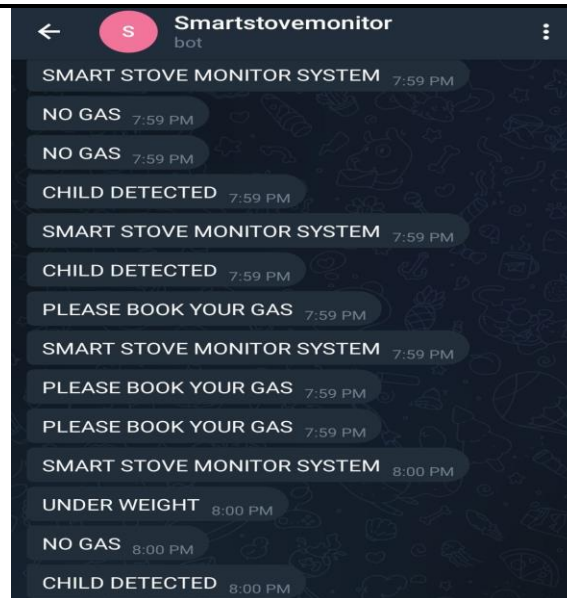 S
Smartstovemonitor
bot
SMART STOVE MONITOR SYSTEM 7:59 PM
NO GAS 7:59 PM
NO GAS 7:59 PM
CHILD DETECTED 7:59 PM
SMART STOVE MONITOR SYSTEM 7:59 PM
CHILD DETECTED 7:59 PM
PLEASE BOOK YOUR GAS 7:59 PM
SMART STOVE MONITOR SYSTEM 7:59 PM
PLEASE BOOK YOUR GAS 7:59 PM
PLEASE BOOK YOUR GAS 7:59 PM
SMART STOVE MONITOR SYSTEM 8:00 PM
UNDER WEIGHT 8:00 PM
NO GAS 8:00 PM
CHILD DETECTED 8:00 PM